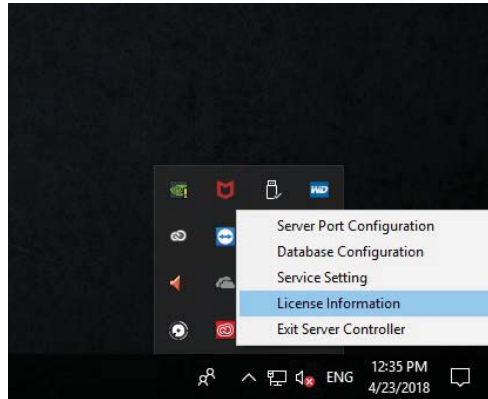 WD
Server Port Configuration
Database Configuration
Service Setting
License Information
Exit Server Controller
ENG
12:35 PM
4/23/2018